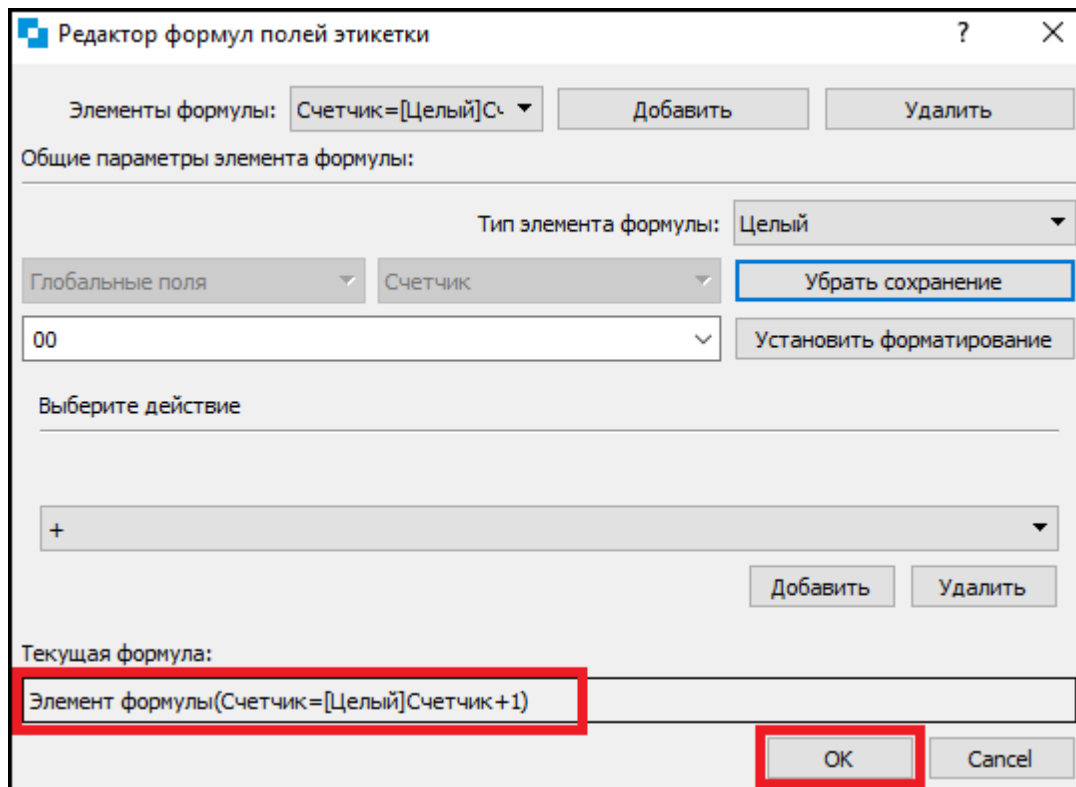 Редактор формул полей этикетки ?
Элементы формулы: Счетчик=[Целый]Сч Добавить Удалить
Общие параметры элемента формулы:
Тип элемента формулы: Целый
Глобальные поля Счетчик Убрать сохранение
00 Установить форматирование
Выберите действие
+
Добавить Удалить
Текущая формула:
Элемент формулы(Счетчик=[Целый]Счетчик+1)
OK Cancel